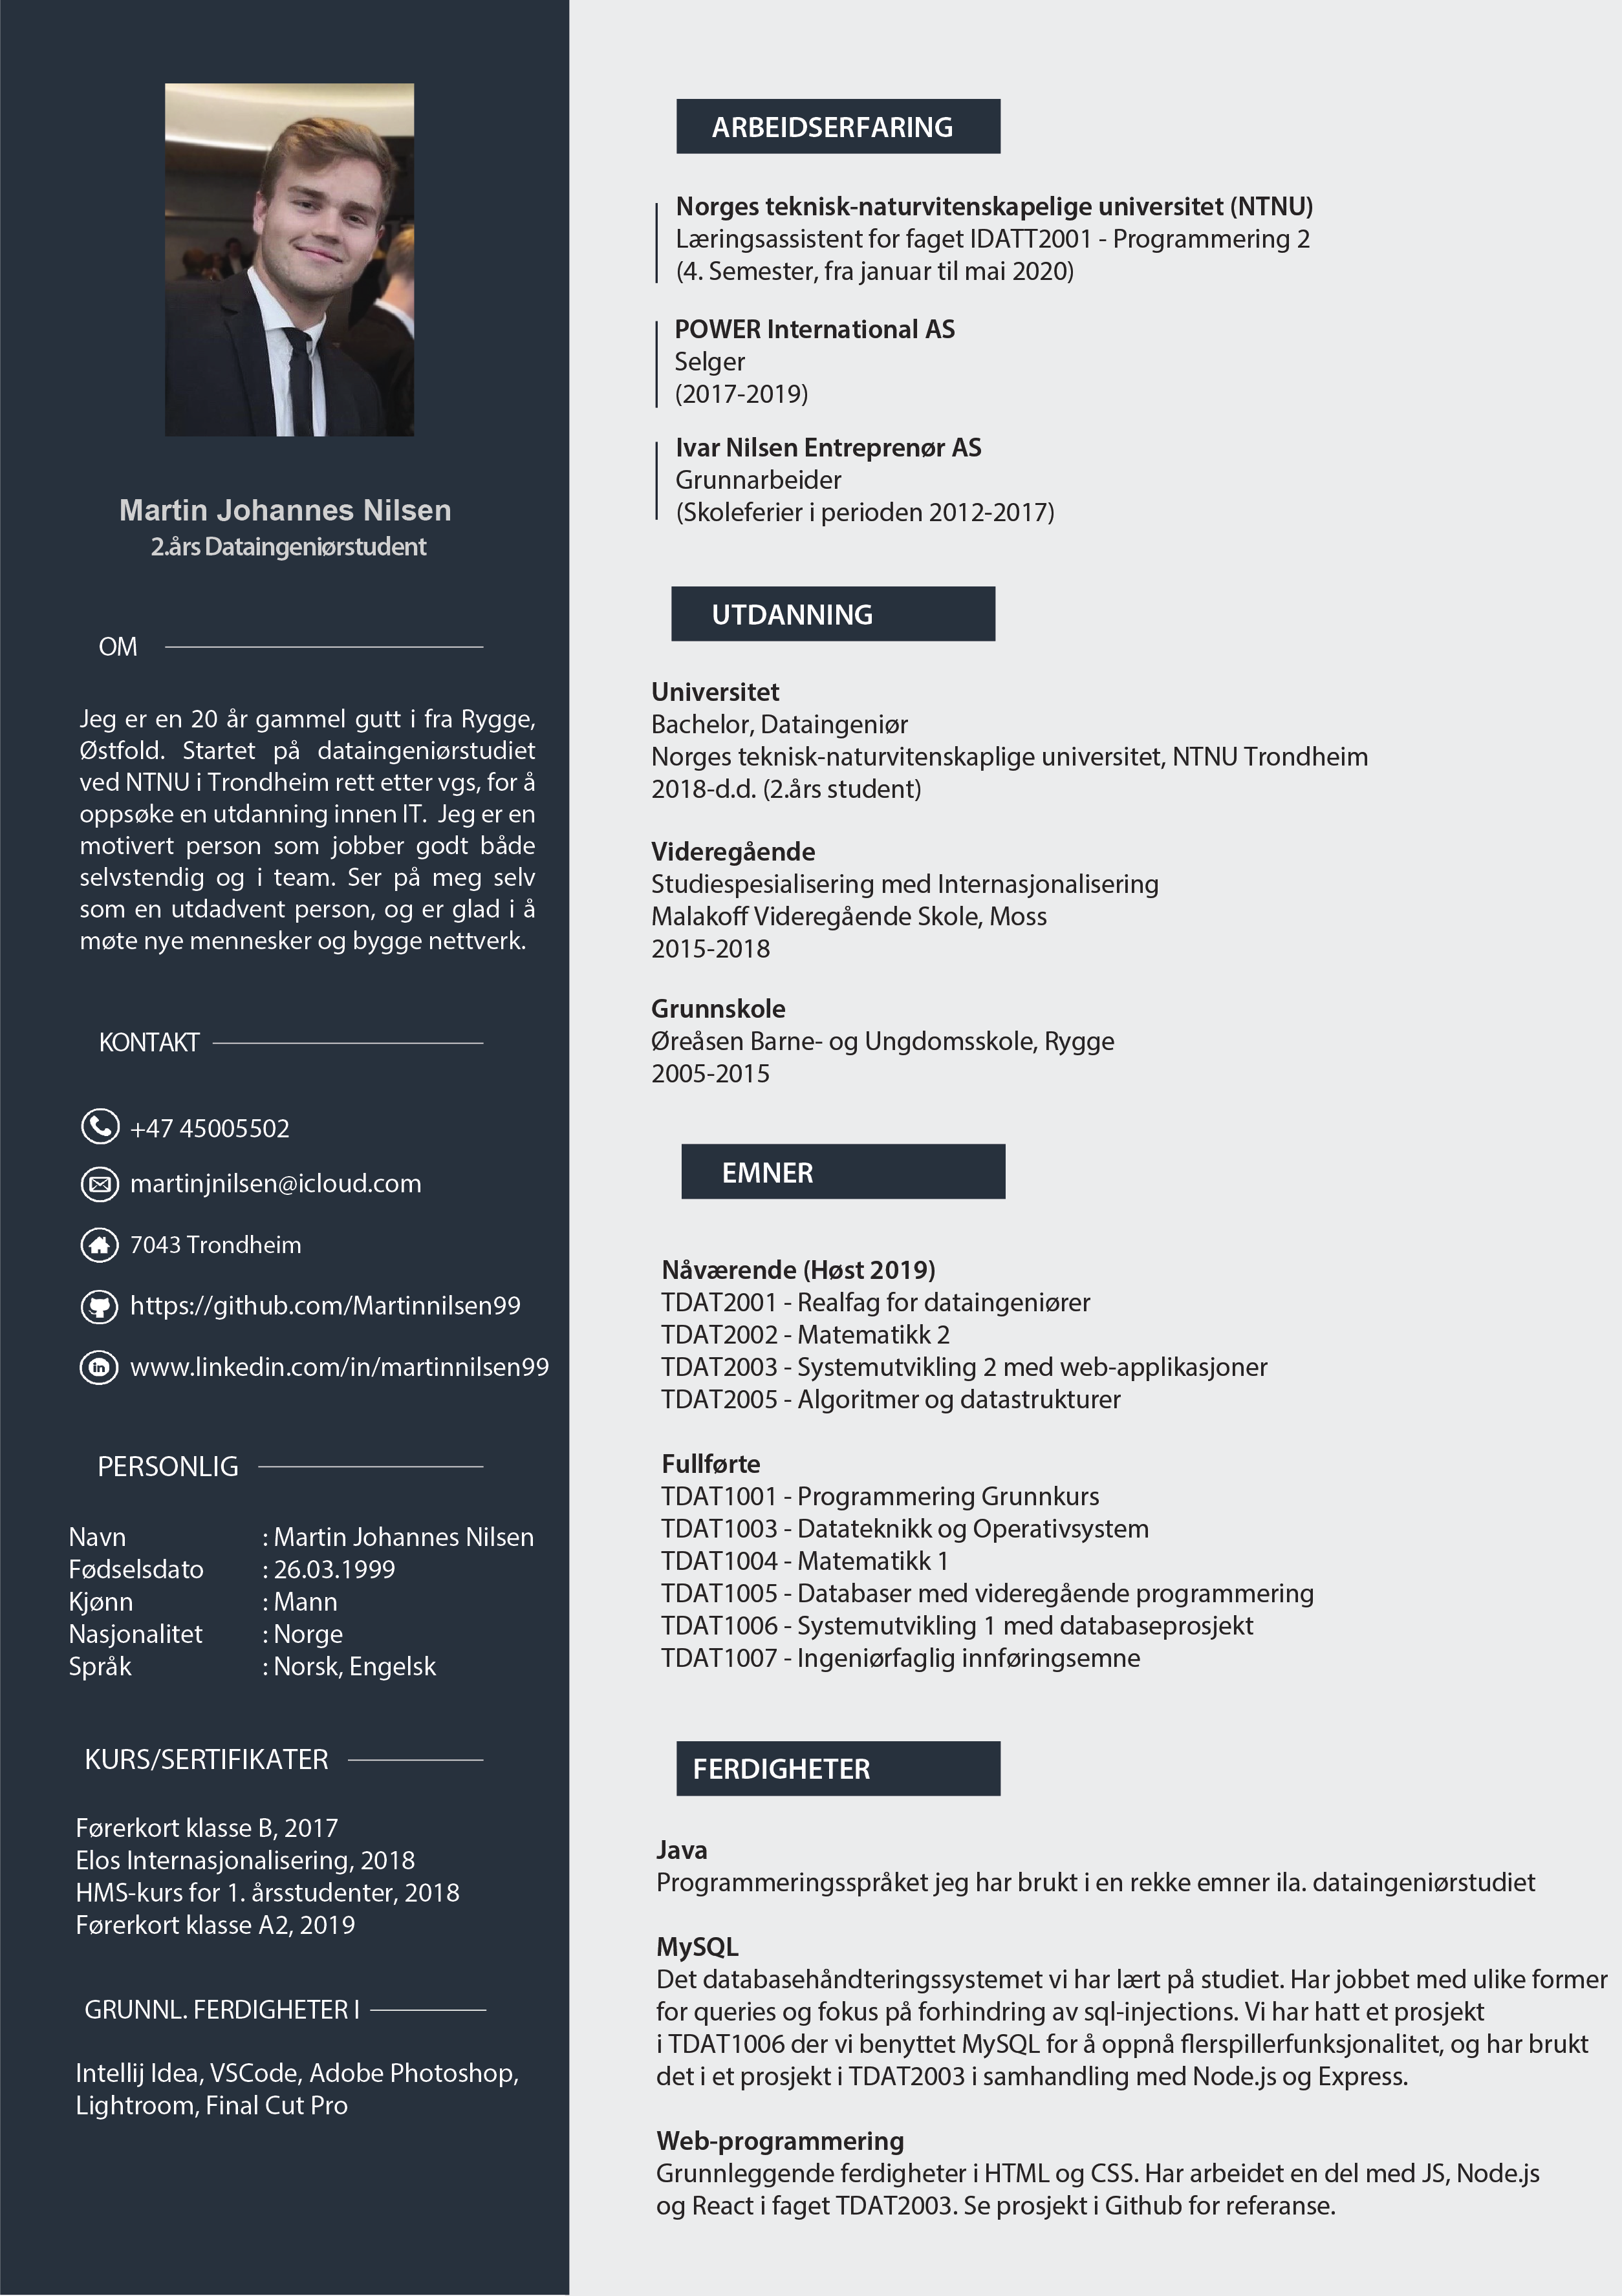 Martin Johannes Nilsen
2.års Dataingeniørstudent
OM
Jeg er en 20 år gammel gutt i fra Rygge,
Østfold. Startet på dataingeniørstudiet
ved NTNU i Trondheim rett etter vgs, for å
oppsøke en utdanning innen IT. Jeg er en
motivert person som jobber godt både
selvstendig og i team. Ser på meg selv
som en utdadvent person, og er glad i å
møte nye mennesker og bygge nettverk.
KONTAKT
+47 45005502
martinjnilsen@icloud.com
7043 Trondheim
https://github.com/Martinnilsen99
www.linkedin.com/in/martinnilsen99
PERSONLIG
Navn : Martin Johannes Nilsen
Fødselsdato : 26.03.1999
Kjønn : Mann
Nasjonalitet : Norge
Språk : Norsk, Engelsk
KURS/SERTIFIKATER
Førerkort klasse B, 2017
Elos Internasjonalisering, 2018
HMS-kurs for 1. årsstudenter, 2018
Førerkort klasse A2, 2019
GRUNNL. FERDIGHETER I
Intellij Idea, VSCode, Adobe Photoshop,
Lightroom, Final Cut Pro
ARBEIDSERFARING
Norges teknisk-naturvitenskapelige universitet (NTNU)
Læringsassistent for faget IDATT2001 - Programmering 2
(4. Semester, fra januar til mai 2020)
POWER International AS
Selger
(2017-2019)
Ivar Nilsen Entreprenør AS
Grunnarbeider
(Skoleferier i perioden 2012-2017)
UTDANNING
Universitet
Bachelor, Dataingeniør
Norges teknisk-naturvitenskaplige universitet, NTNU Trondheim
2018-d.d. (2.års student)
Videregående
Studiespesialisering med Internasjonalisering
Malakoff Videregående Skole, Moss
2015-2018
Grunnskole
Øreåsen Barne- og Ungdomsskole, Rygge
2005-2015
EMNER
Nåværende (Høst 2019)
TDAT2001 - Realfag for dataingeniører
TDAT2002 - Matematikk 2
TDAT2003 - Systemutvikling 2 med web-applikasjoner
TDAT2005 - Algoritmer og datastrukturer
Fullførte
TDAT1001 - Programmering Grunnkurs
TDAT1003 - Datateknikk og Operativsystem
TDAT1004 - Matematikk 1
TDAT1005 - Databaser med videregående programmering
TDAT1006 - Systemutvikling 1 med databaseprosjekt
TDAT1007 - Ingeniørfaglig innføringsemne
FERDIGHETER
Java
Programmeringsspråket jeg har brukt i en rekke emner ila. dataingeniørstudiet
MySQL
Det databasehåndteringssystemet vi har lært på studiet. Har jobbet med ulike former
for queries og fokus på forhindring av sql-injections. Vi har hatt et prosjekt
i TDAT1006 der vi benyttet MySQL for å oppnå flerspillerfunksjonalitet, og har brukt
det i et prosjekt i TDAT2003 i samhandling med Node.js og Express.
Web-programmering
Grunnleggende ferdigheter i HTML og CSS. Har arbeidet en del med JS, Node.js
og React i faget TDAT2003. Se prosjekt i Github for referanse.